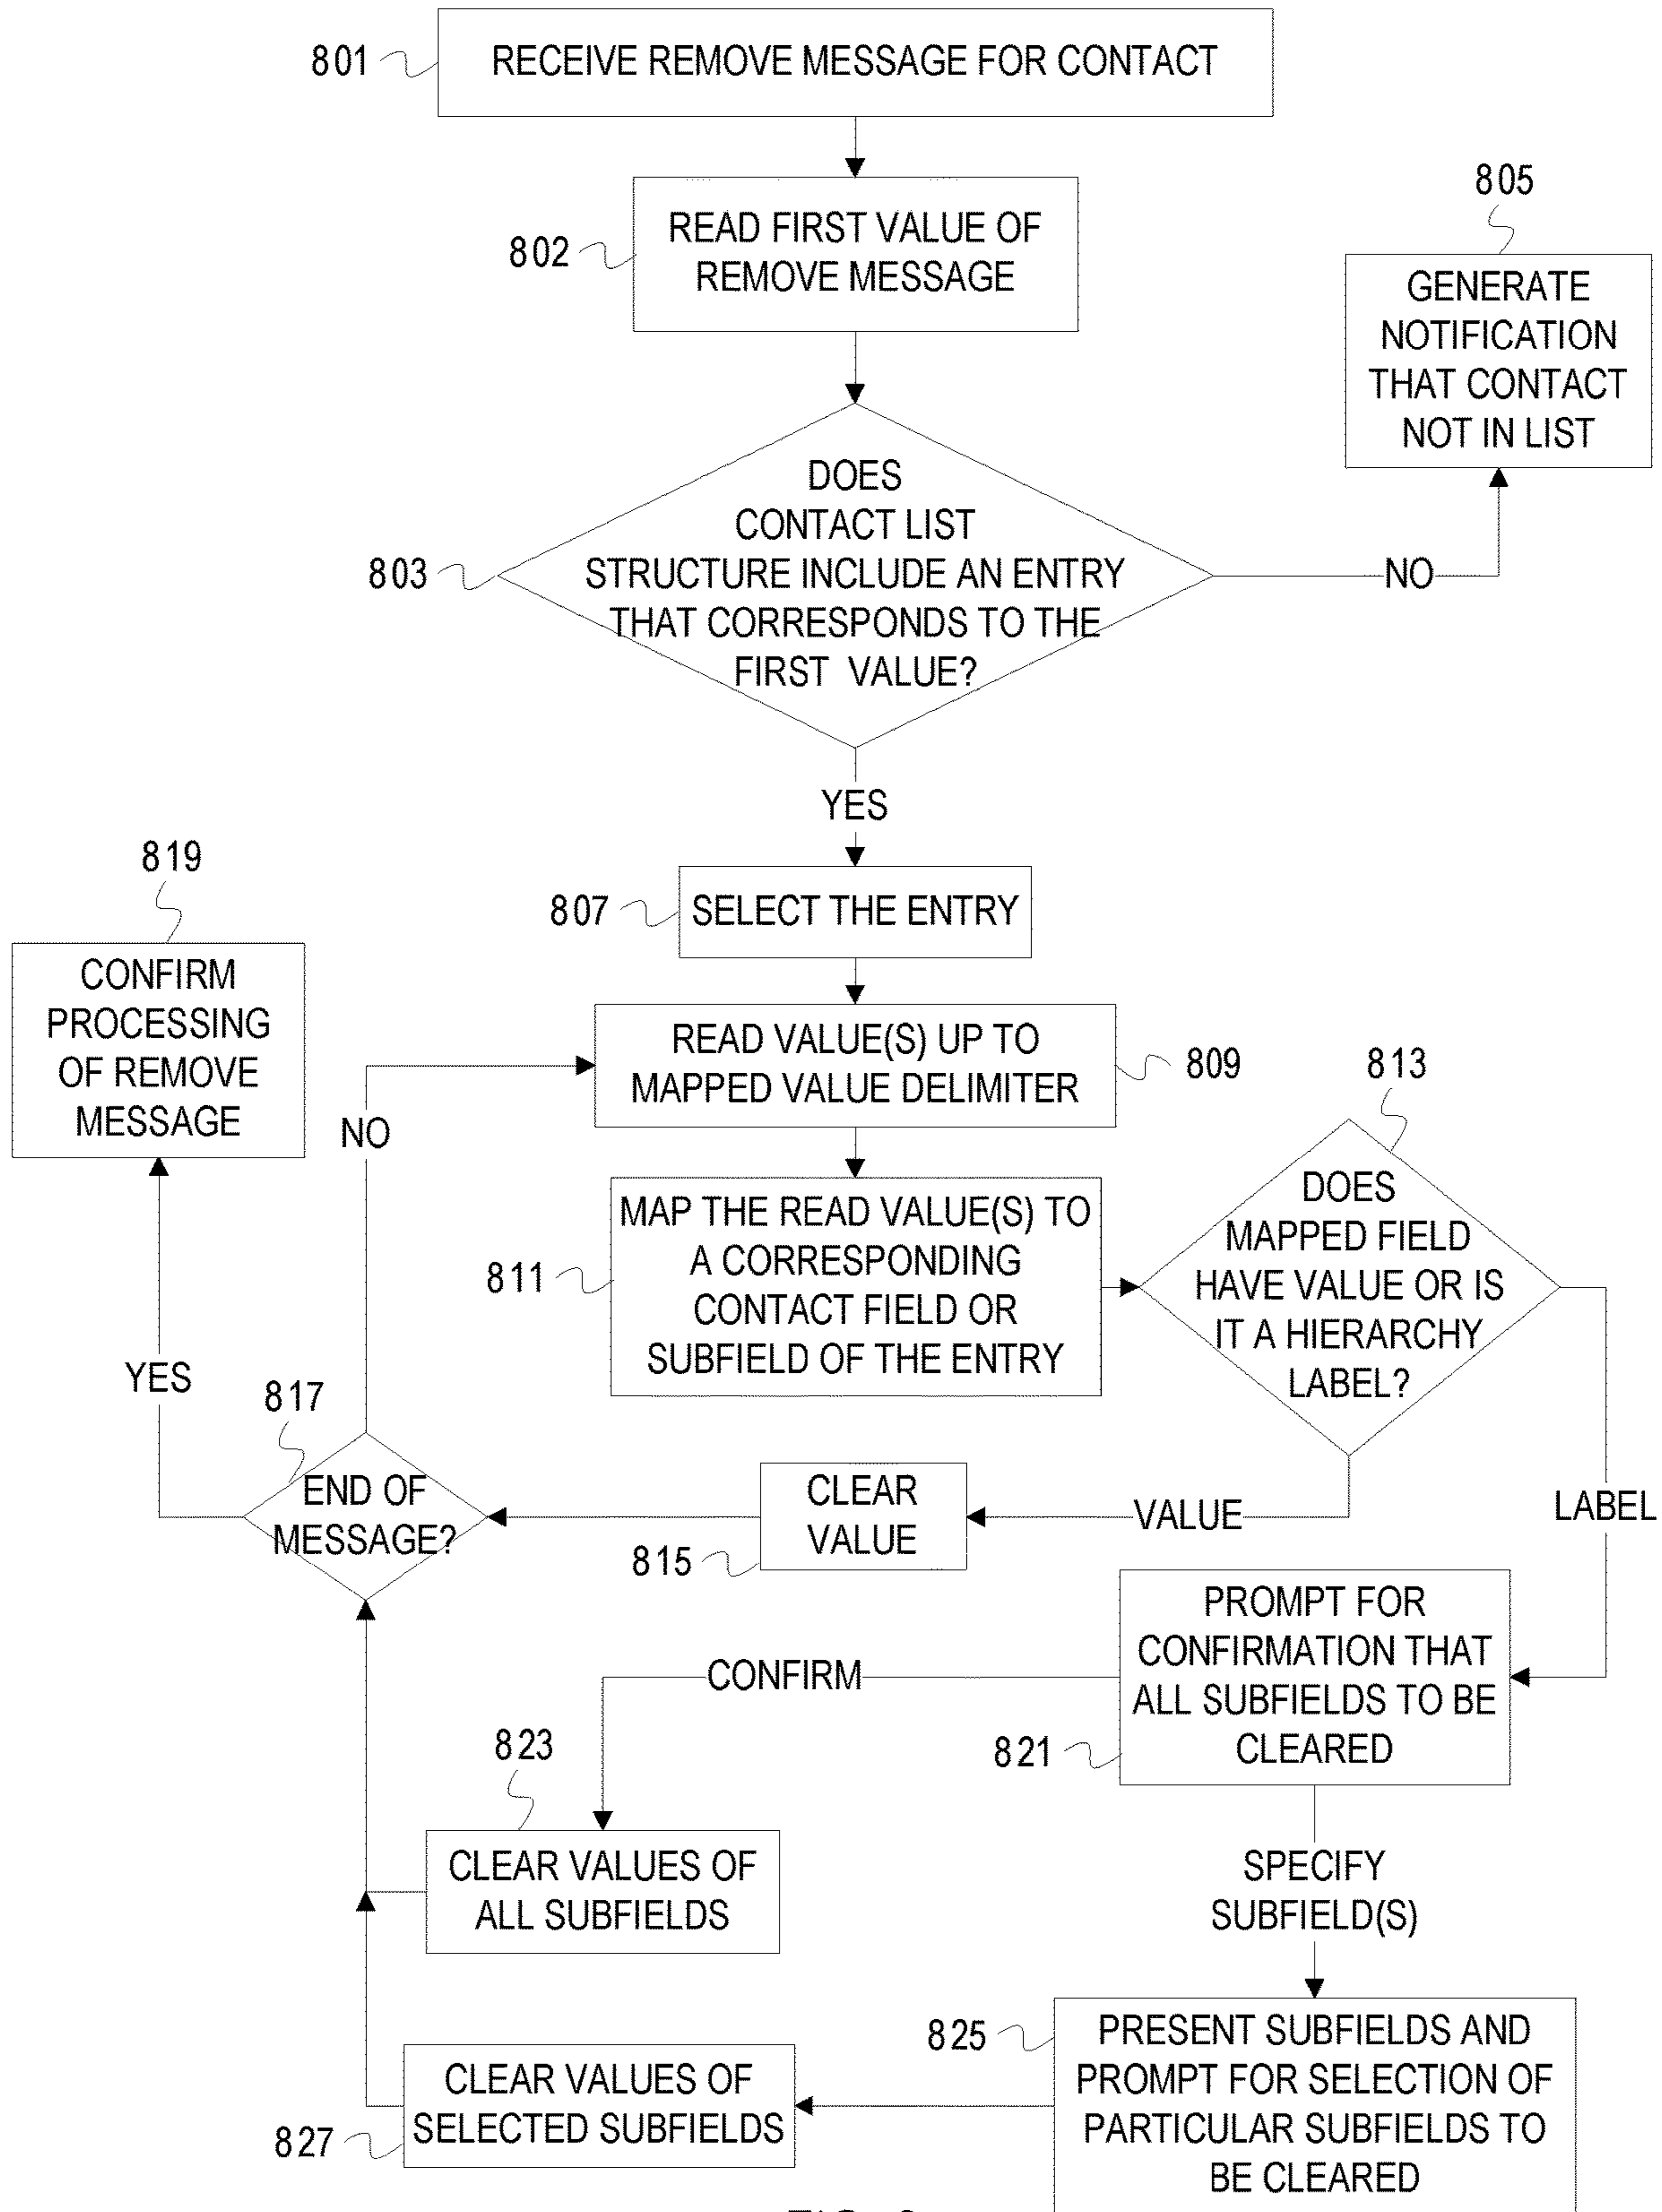 801
RECEIVE REMOVE MESSAGE FOR CONTACT
802
READ FIRST VALUE OF
REMOVE MESSAGE
805
GENERATE
NOTIFICATION
THAT CONTACT
NOT IN LIST
803
DOES
CONTACT LIST
STRUCTURE INCLUDE AN ENTRY
THAT CORRESPONDS TO THE
FIRST VALUE?
NO
YES
819
CONFIRM
PROCESSING
OF REMOVE
MESSAGE
807
SELECT THE ENTRY
READ VALUE(S) UP TO
MAPPED VALUE DELIMITER
809
813
NO
811
MAP THE READ VALUE(S) TO
A CORRESPONDING
CONTACT FIELD OR
SUBFIELD OF THE ENTRY
DOES
MAPPED FIELD
HAVE VALUE OR IS
IT A HIERARCHY
LABEL?
YES
817
END OF
MESSAGE?
CLEAR
VALUE
815
VALUE
LABEL
PROMPT FOR
CONFIRMATION THAT
ALL SUBFIELDS TO BE
CLEARED
821
CONFIRM
823
CLEAR VALUES OF
ALL SUBFIELDS
SPECIFY
SUBFIELD(S)
825
PRESENT SUBFIELDS AND
PROMPT FOR SELECTION OF
PARTICULAR SUBFIELDS TO
BE CLEARED
CLEAR VALUES OF
SELECTED SUBFIELDS
827